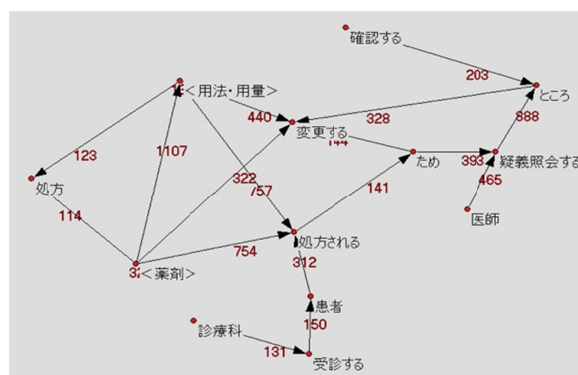 確認する
203
ところ
＜用法・用量＞
440
328
変更する
888
123
1107
144
ため
393
疑義照会する
処方
322
757
141
465
114
医師
処方される
754
312
＜薬剤＞
患者
診療科
150
131
受診する